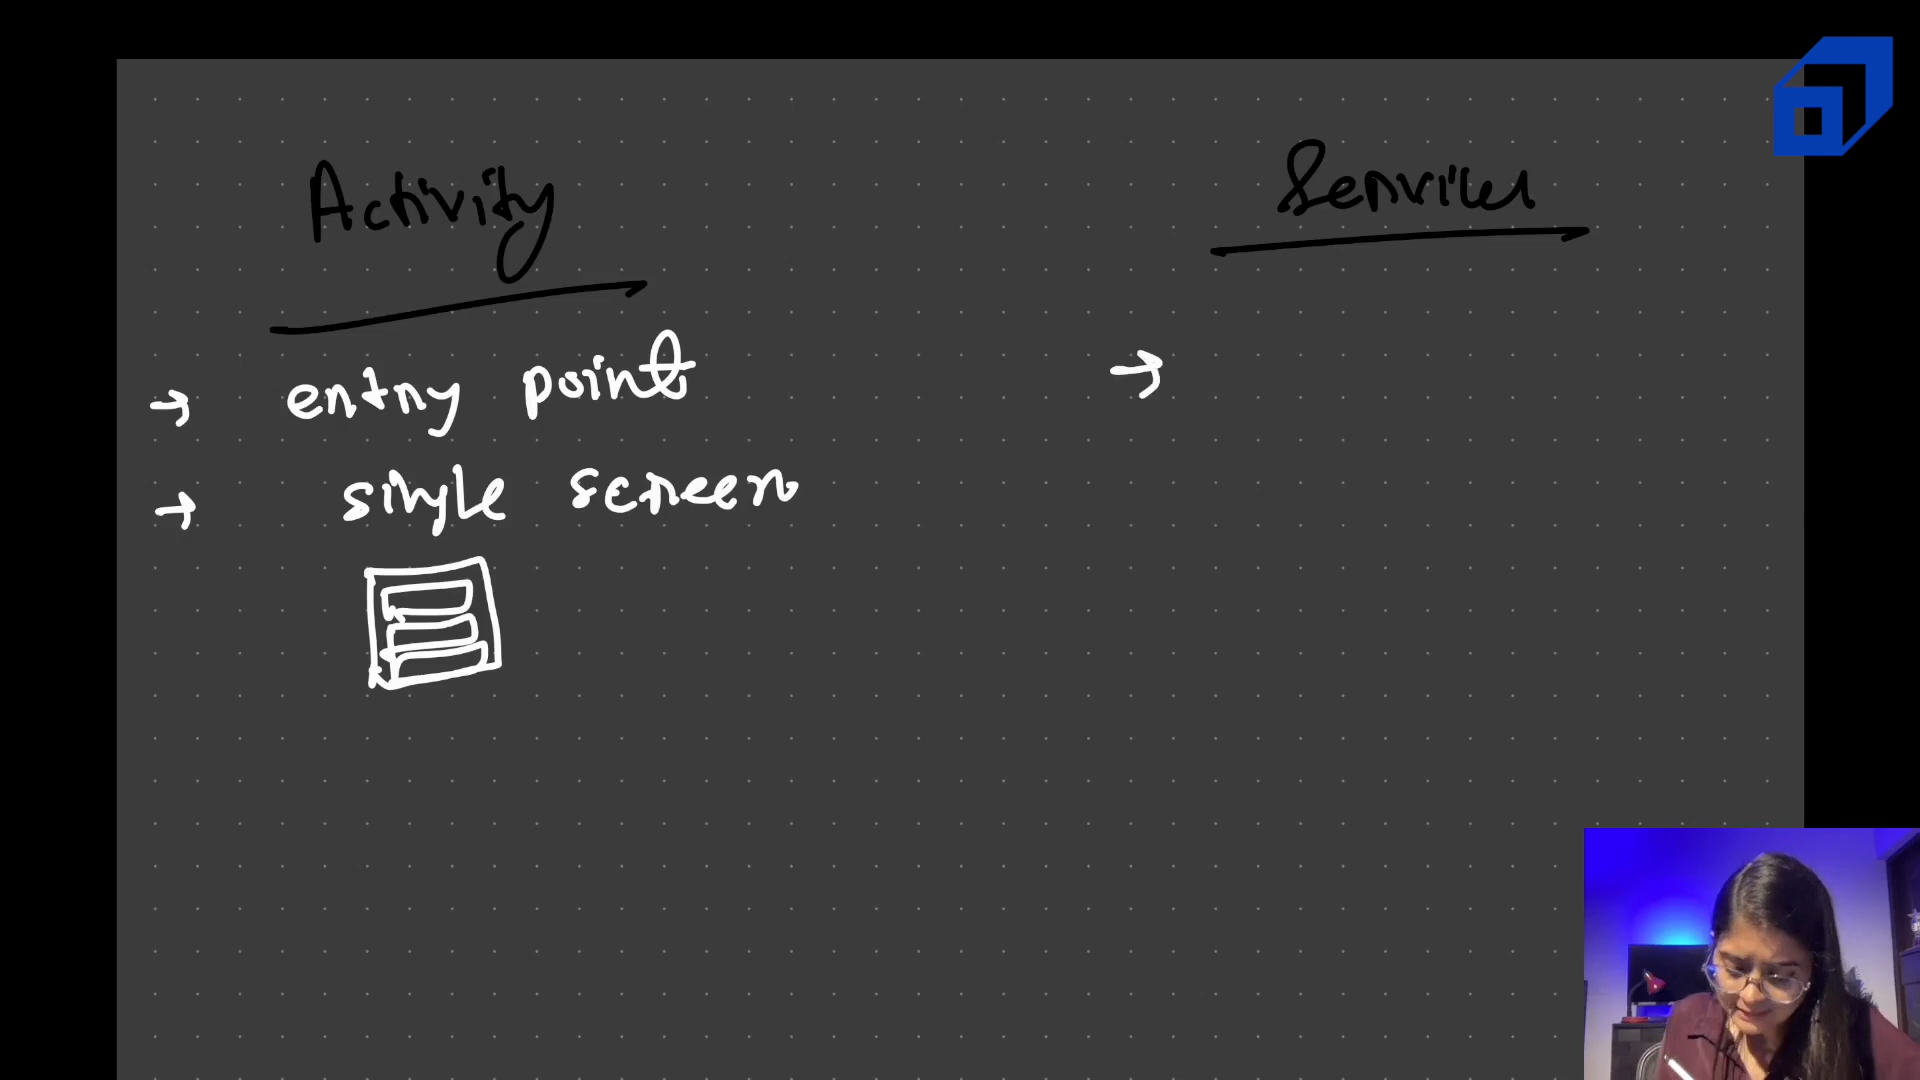 Activity
→ entry point
→ single screen
Services
→